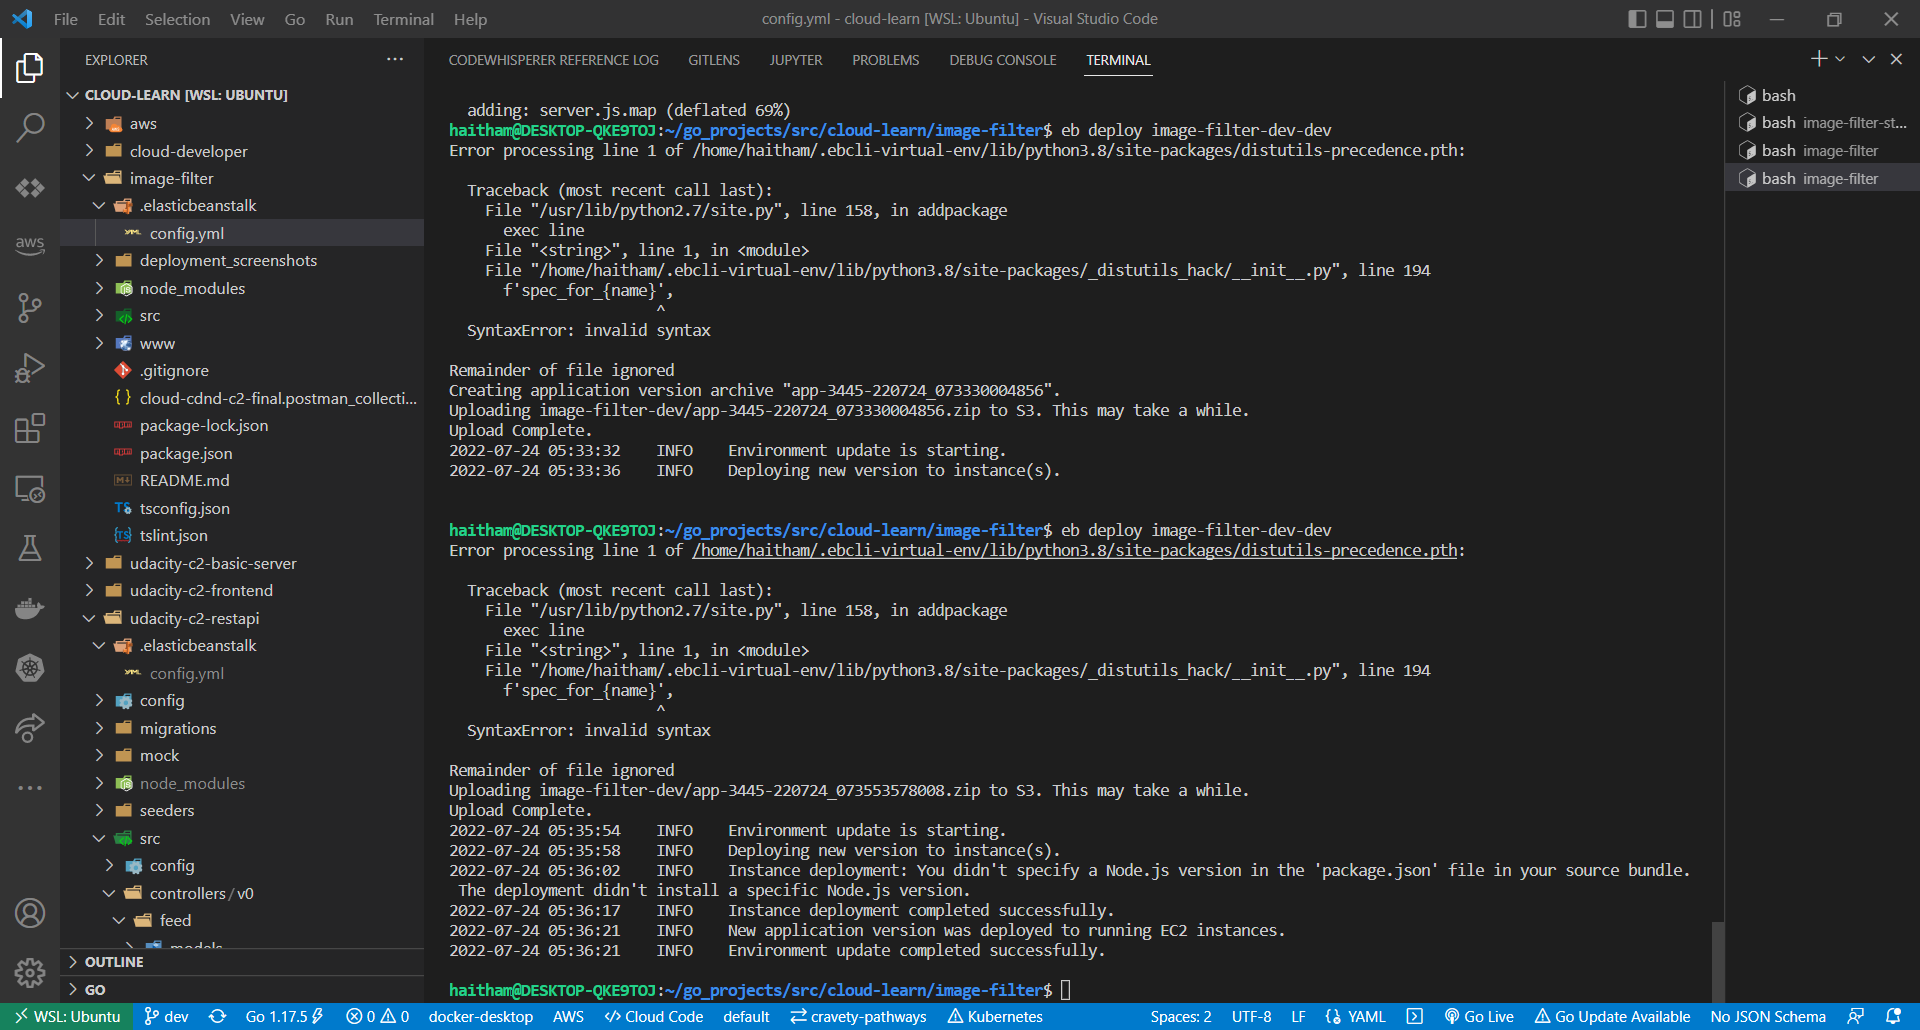 File Edit Selection View Go Run Terminal Help
config.yml - cloud-learn [WSL: Ubuntu] - Visual Studio Code
EXPLORER
CLOUD-LEARN [WSL: UBUNTU]
aws
cloud-developer
image-filter
.elasticbeanstalk
config.yml
deployment_screenshots
node_modules
src
www
.gitignore
cloud-cdnd-c2-final.postman_collecti...
package-lock.json
package.json
README.md
tsconfig.json
tslint.json
udacity-c2-basic-server
udacity-c2-frontend
udacity-c2-restapi
.elasticbeanstalk
config.yml
config
migrations
mock
node_modules
seeders
src
config
controllers/v0
feed
models
OUTLINE
GO
aws
CODEWHISPERER REFERENCE LOG GITLENS JUPYTER PROBLEMS DEBUG CONSOLE TERMINAL
adding: server.js.map (deflated 69%)
haitham@DESKTOP-QKE9TOJ:~/go_projects/src/cloud-learn/image-filter$ eb deploy image-filter-dev-dev
Error processing line 1 of /home/haitham/.ebcli-virtual-env/lib/python3.8/site-packages/distutils-precedence.pth:
Traceback (most recent call last):
File "/usr/lib/python2.7/site.py", line 158, in addpackage
exec line
File "<string>", line 1, in <module>
File "/home/haitham/.ebcli-virtual-env/lib/python3.8/site-packages/_distutils_hack/__init__.py", line 194
f'spec_for_{name}',
^
SyntaxError: invalid syntax
Remainder of file ignored
Creating application version archive "app-3445-220724_073330004856".
Uploading image-filter-dev/app-3445-220724_073330004856.zip to S3. This may take a while.
Upload Complete.
2022-07-24 05:33:32 INFO Environment update is starting.
2022-07-24 05:33:36 INFO Deploying new version to instance(s).
haitham@DESKTOP-QKE9TOJ:~/go_projects/src/cloud-learn/image-filter$ eb deploy image-filter-dev-dev
Error processing line 1 of /home/haitham/.ebcli-virtual-env/lib/python3.8/site-packages/distutils-precedence.pth:
Traceback (most recent call last):
File "/usr/lib/python2.7/site.py", line 158, in addpackage
exec line
File "<string>", line 1, in <module>
File "/home/haitham/.ebcli-virtual-env/lib/python3.8/site-packages/_distutils_hack/__init__.py", line 194
f'spec_for_{name}',
^
SyntaxError: invalid syntax
Remainder of file ignored
Uploading image-filter-dev/app-3445-220724_073553578008.zip to S3. This may take a while.
Upload Complete.
2022-07-24 05:35:54 INFO Environment update is starting.
2022-07-24 05:35:58 INFO Deploying new version to instance(s).
2022-07-24 05:36:02 INFO Instance deployment: You didn't specify a Node.js version in the 'package.json' file in your source bundle.
The deployment didn't install a specific Node.js version.
2022-07-24 05:36:17 INFO Instance deployment completed successfully.
2022-07-24 05:36:21 INFO New application version was deployed to running EC2 instances.
2022-07-24 05:36:21 INFO Environment update completed successfully.
haitham@DESKTOP-QKE9TOJ:~/go_projects/src/cloud-learn/image-filter$
bash
bash image-filter-st...
bash image-filter
bash image-filter
WSL: Ubuntu dev Go 1.17.5 0 0 docker-desktop AWS Cloud Code default cravety-pathways Kubernetes
Spaces: 2 UTF-8 LF YAML Go Live Go Update Available No JSON Schema